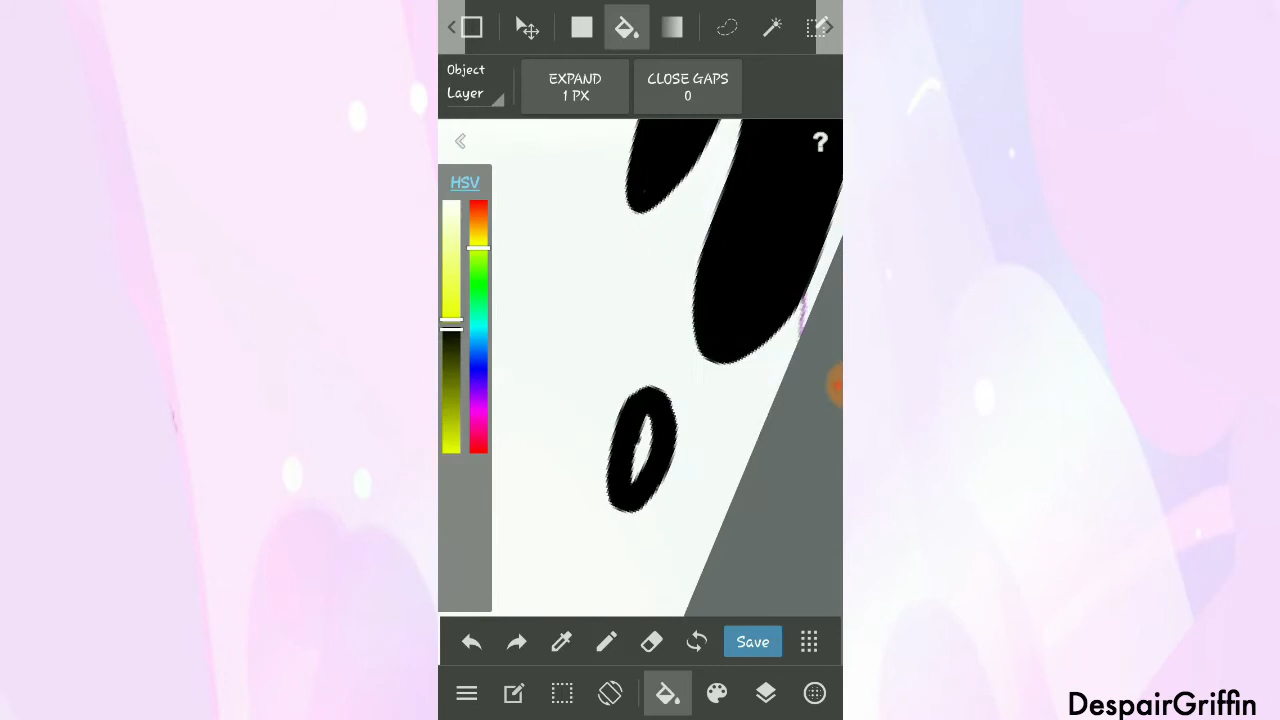 Object
Layer
EXPAND
1 PX
CLOSE GAPS
0
?
HSV
Save
DespairGriffin